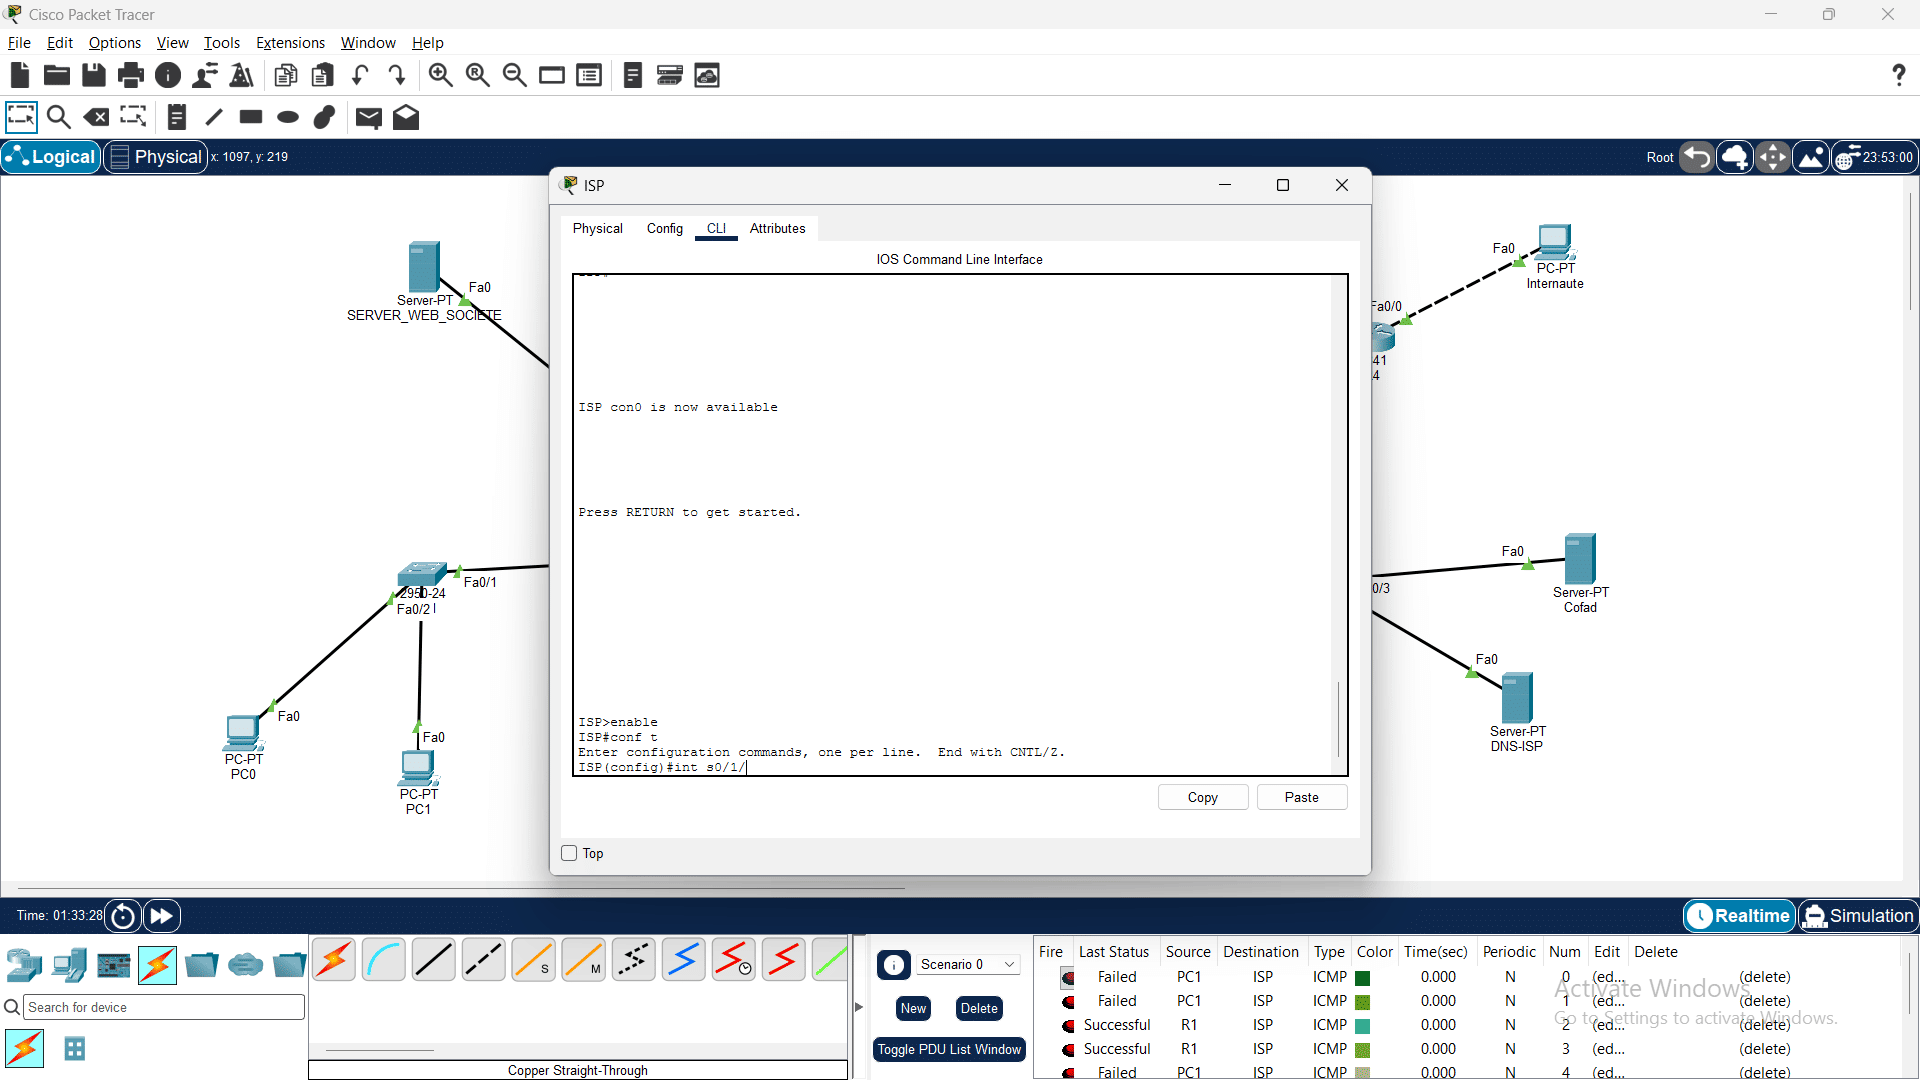 Cisco Packet Tracer
File Edit Options View Tools Extensions Window Help
Logical Physical x: 1097, y: 219
Root 23:53:00
ISP
Physical Config CLI Attributes
IOS Command Line Interface
ISP con0 is now available
Press RETURN to get started.
ISP>enable
ISP#conf t
Enter configuration commands, one per line.  End with CNTL/Z.
ISP(config)#int s0/1/
Copy Paste
Top
Fa0
Server-PT
SERVER_WEB_SOCIETE
Fa0/1
2950-24
Fa0/2
Fa0
PC-PT
PC0
Fa0
PC-PT
PC1
Fa0
PC-PT
Internaute
Fa0/0
41
4
Fa0
0/3
Server-PT
Cofad
Fa0
Server-PT
DNS-ISP
Time: 01:33:28
Realtime Simulation
Search for device
S
M
Copper Straight-Through
Scenario 0
New Delete
Toggle PDU List Window
Fire Last Status Source Destination Type Color Time(sec) Periodic Num Edit Delete
Failed PC1 ISP ICMP 0.000 N 0 (ed... (delete)
Failed PC1 ISP ICMP 0.000 N 1 (ed... (delete)
Successful R1 ISP ICMP 0.000 N 2 (ed... (delete)
Successful R1 ISP ICMP 0.000 N 3 (ed... (delete)
Failed PC1 ISP ICMP 0.000 N 4 (ed... (delete)
Activate Windows
Go to Settings to activate Windows.